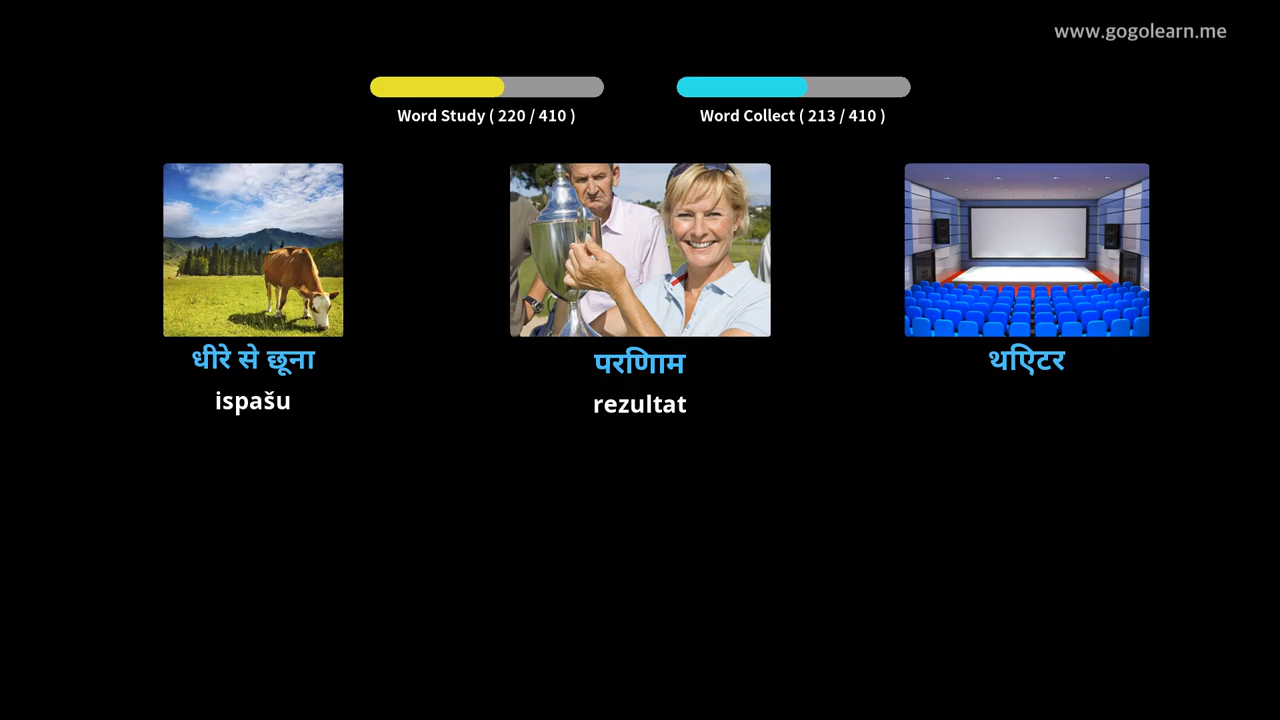 www.gogolearn.me
Word Study ( 220 / 410 )
Word Collect ( 213 / 410 )
धीरे से छूना
परिणाम
थिएटर
ispašu
rezultat